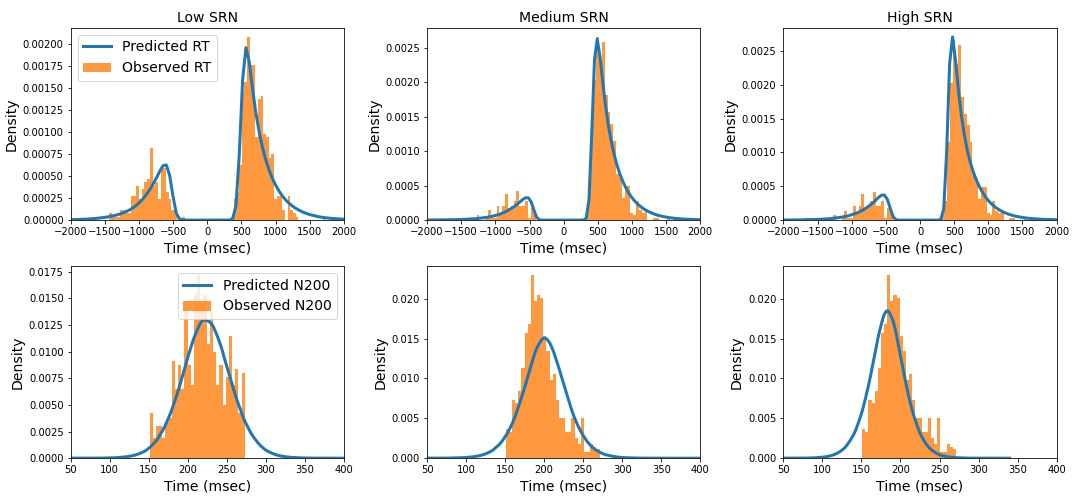 Low SRN
Medium SRN
High SRN
Predicted RT
Observed RT
Density
0.00200
0.00175
0.00150
0.00125
0.00100
0.00075
0.00050
0.00025
0.00000
−2000 −1500 −1000 −500 0 500 1000 1500 2000
Time (msec)
Density
0.0025
0.0020
0.0015
0.0010
0.0005
0.0000
−2000 −1500 −1000 −500 0 500 1000 1500 2000
Time (msec)
Density
0.0025
0.0020
0.0015
0.0010
0.0005
0.0000
−2000 −1500 −1000 −500 0 500 1000 1500 2000
Time (msec)
Predicted N200
Observed N200
Density
0.0175
0.0150
0.0125
0.0100
0.0075
0.0050
0.0025
0.0000
50 100 150 200 250 300 350 400
Time (msec)
Density
0.020
0.015
0.010
0.005
0.000
50 100 150 200 250 300 350 400
Time (msec)
Density
0.020
0.015
0.010
0.005
0.000
50 100 150 200 250 300 350 400
Time (msec)